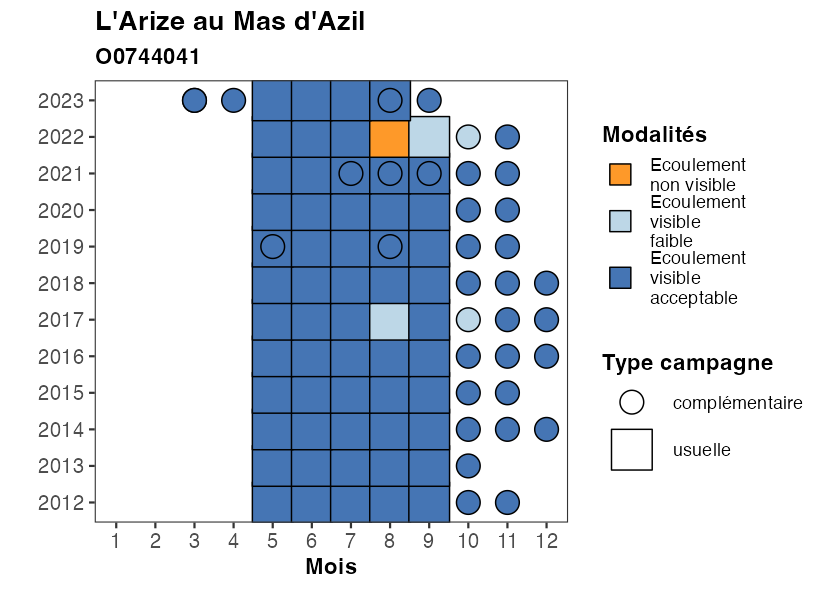 L'Arize au Mas d'Azil
O0744041
2023
2022
2021
2020
2019
2018
2017
2016
2015
2014
2013
2012
1 2 3 4 5 6 7 8 9 10 11 12
Mois
Modalités
Ecoulement
non visible
Ecoulement
visible
faible
Ecoulement
visible
acceptable
Type campagne
complémentaire
usuelle